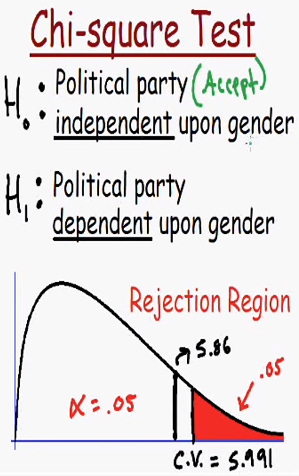 Chi-square Test
H₀: Political party (Accept)
independent upon gender
H₁: Political party
dependent upon gender
Rejection Region
5.86
.05
α = .05
C.V. = 5.991